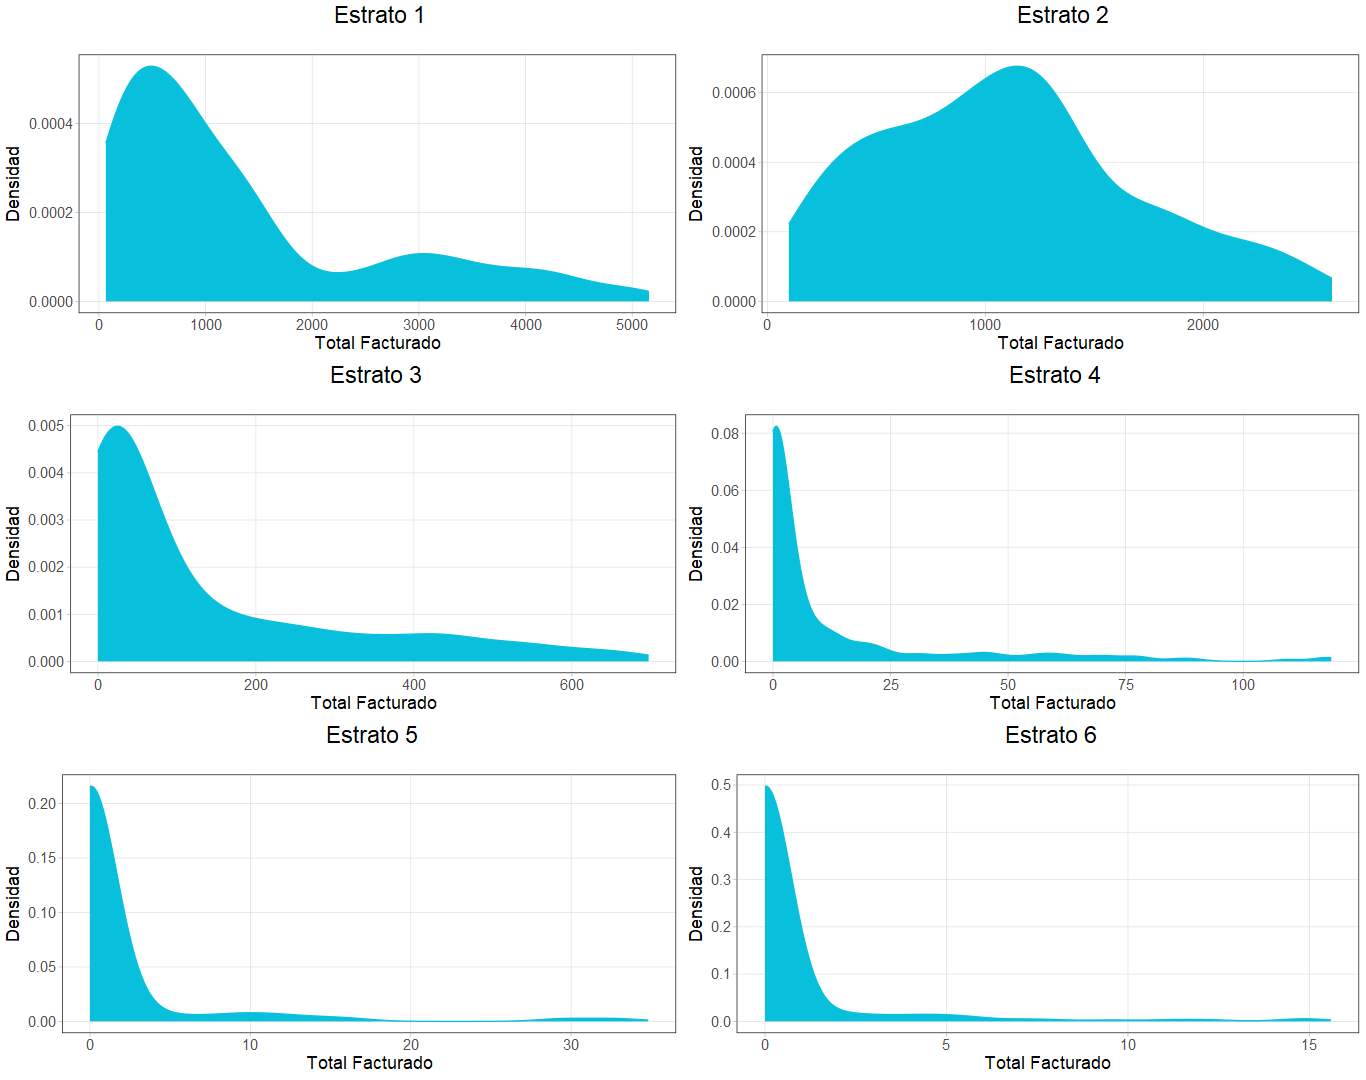 Estrato 1
Densidad
0.0004
0.0002
0.0000
0 1000 2000 3000 4000 5000
Total Facturado
Estrato 2
Densidad
0.0006
0.0004
0.0002
0.0000
0 1000 2000
Total Facturado
Estrato 3
Densidad
0.005
0.004
0.003
0.002
0.001
0.000
0 200 400 600
Total Facturado
Estrato 4
Densidad
0.08
0.06
0.04
0.02
0.00
0 25 50 75 100
Total Facturado
Estrato 5
Densidad
0.20
0.15
0.10
0.05
0.00
0 10 20 30
Total Facturado
Estrato 6
Densidad
0.5
0.4
0.3
0.2
0.1
0.0
0 5 10 15
Total Facturado